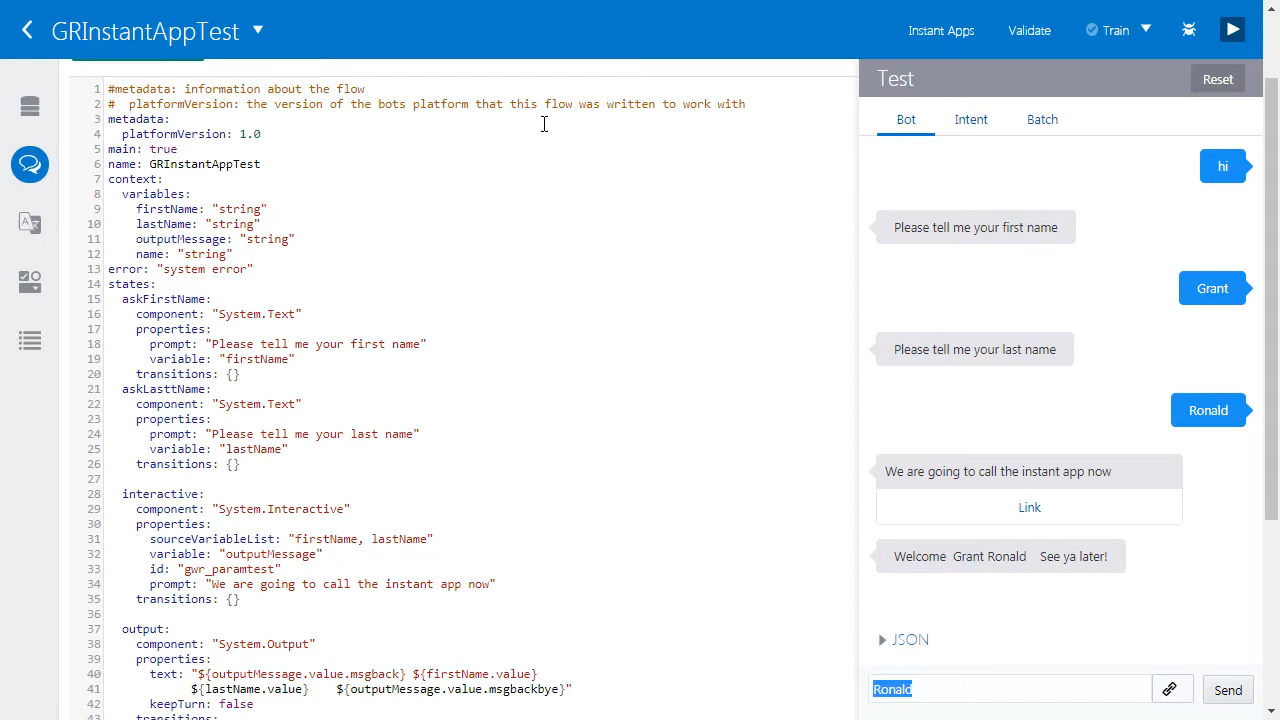 GRInstantAppTest
Instant Apps
Validate
Train
1 #metadata: information about the flow
2 #  platformVersion: the version of the bots platform that this flow was written to work with
3 metadata:
4   platformVersion: 1.0
5 main: true
6 name: GRInstantAppTest
7 context:
8   variables:
9     firstName: "string"
10     lastName: "string"
11     outputMessage: "string"
12     name: "string"
13 error: "system error"
14 states:
15   askFirstName:
16     component: "System.Text"
17     properties:
18       prompt: "Please tell me your first name"
19       variable: "firstName"
20     transitions: {}
21   askLasttName:
22     component: "System.Text"
23     properties:
24       prompt: "Please tell me your last name"
25       variable: "lastName"
26     transitions: {}
27
28   interactive:
29     component: "System.Interactive"
30     properties:
31       sourceVariableList: "firstName, lastName"
32       variable: "outputMessage"
33       id: "gwr_paramtest"
34       prompt: "We are going to call the instant app now"
35     transitions: {}
36
37   output:
38     component: "System.Output"
39     properties:
40       text: "${outputMessage.value.msgback} ${firstName.value}
41             ${lastName.value}    ${outputMessage.value.msgbackbye}"
42       keepTurn: false
43     transitions:
Test
Reset
Bot
Intent
Batch
hi
Please tell me your first name
Grant
Please tell me your last name
Ronald
We are going to call the instant app now
Link
Welcome   Grant Ronald    See ya later!
JSON
Ronald
Send